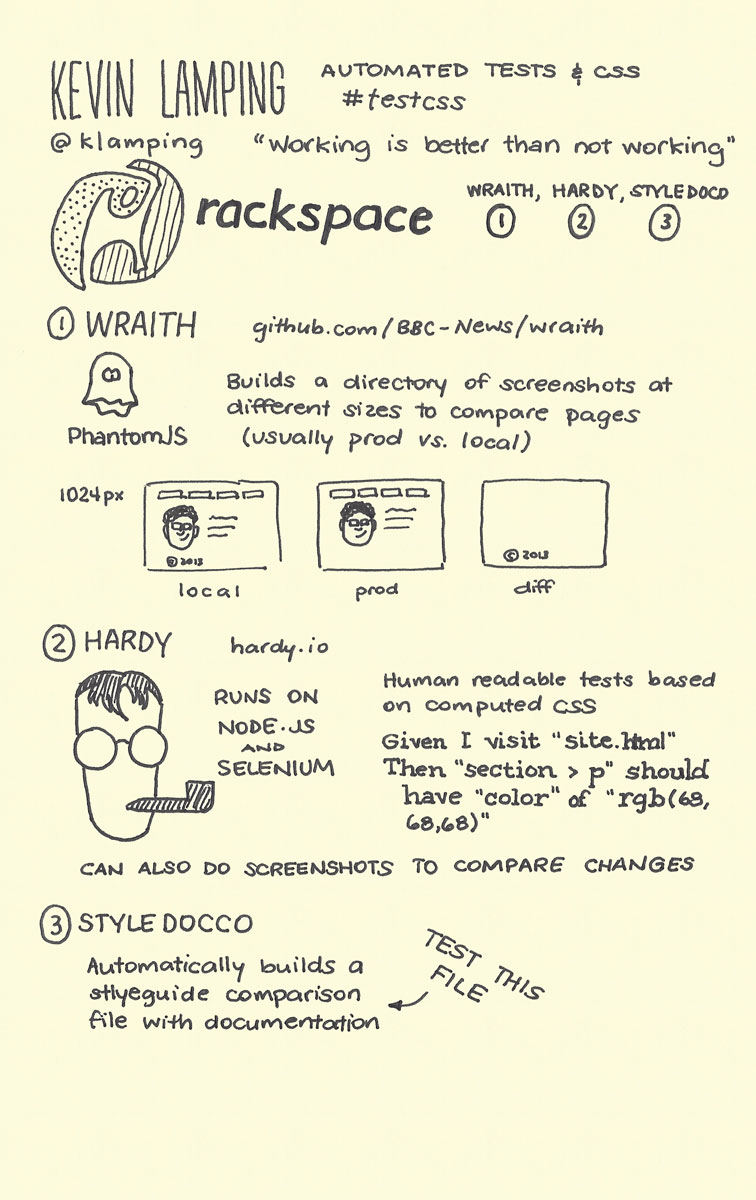 KEVIN LAMPING
AUTOMATED TESTS & CSS
#testcss
@klamping
"Working is better than not working"
rackspace
WRAITH, HARDY, STYLEDOCO
1 2 3
1 WRAITH
github.com/BBC-News/wraith
PhantomJS
Builds a directory of screenshots at
different sizes to compare pages
(usually prod vs. local)
1024px
© 2013
local
prod
© 2013
diff
2 HARDY
hardy.io
RUNS ON
NODE.JS
AND
SELENIUM
Human readable tests based
on computed CSS
Given I visit "site.html"
Then "section > p" should
have "color" of "rgb(68,
68,68)"
CAN ALSO DO SCREENSHOTS TO COMPARE CHANGES
3 STYLEDOCCO
Automatically builds a
stlyeguide comparison
file with documentation
TEST THIS
FILE